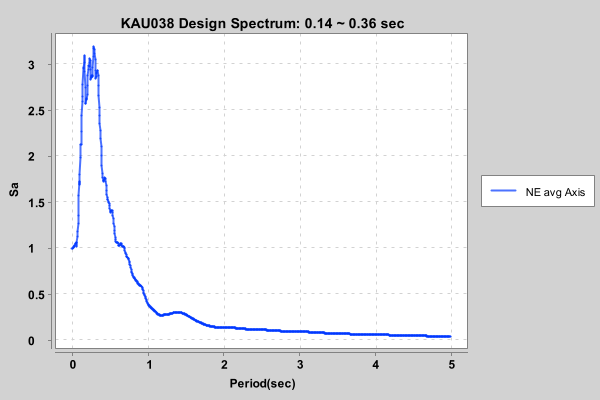 KAU038 Design Spectrum: 0.14 ~ 0.36 sec
3
2.5
2
1.5
1
0.5
0
Sa
0 1 2 3 4 5
Period(sec)
NE avg Axis